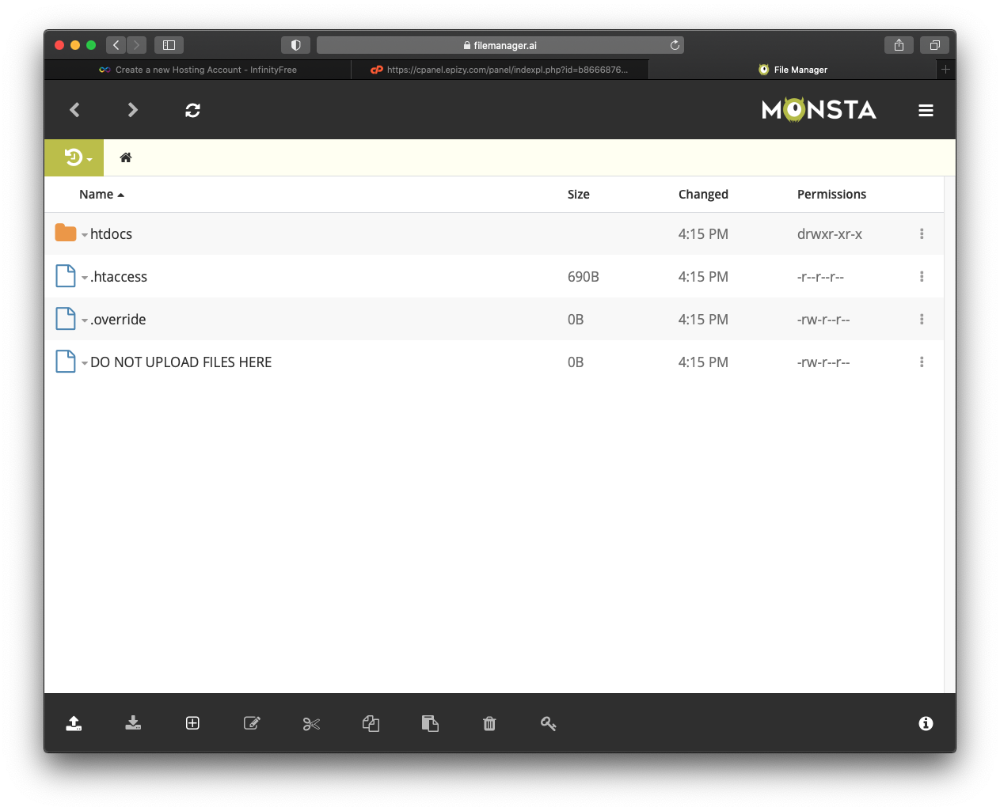 filemanager.ai
Create a new Hosting Account - InfinityFree
cP https://cpanel.epizy.com/panel/indexpl.php?id=b8666876...
File Manager
MONSTA
Name Size Changed Permissions
htdocs 4:15 PM drwxr-xr-x
.htaccess 690B 4:15 PM -r--r--r--
.override 0B 4:15 PM -rw-r--r--
DO NOT UPLOAD FILES HERE 0B 4:15 PM -rw-r--r--